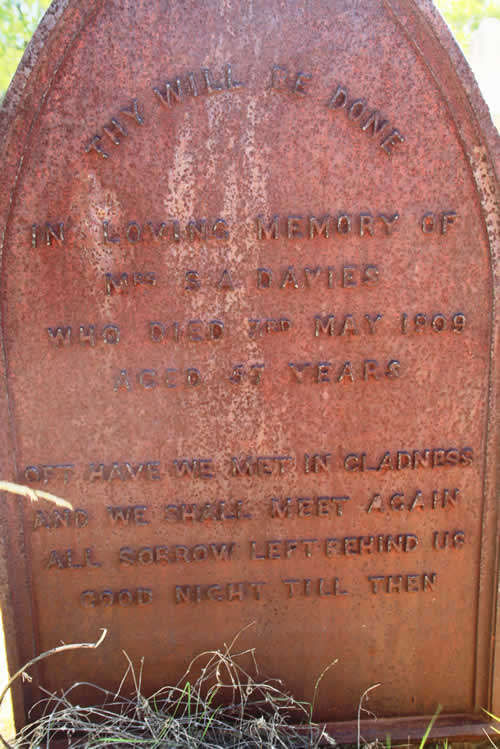 THY WILL BE DONE
IN LOVING MEMORY OF
MRS S A DAVIES
WHO DIED 3RD MAY 1909
AGED 55 YEARS
OFT HAVE WE MET IN GLADNESS
AND WE SHALL MEET AGAIN
ALL SORROW LEFT BEHIND US
GOOD NIGHT TILL THEN